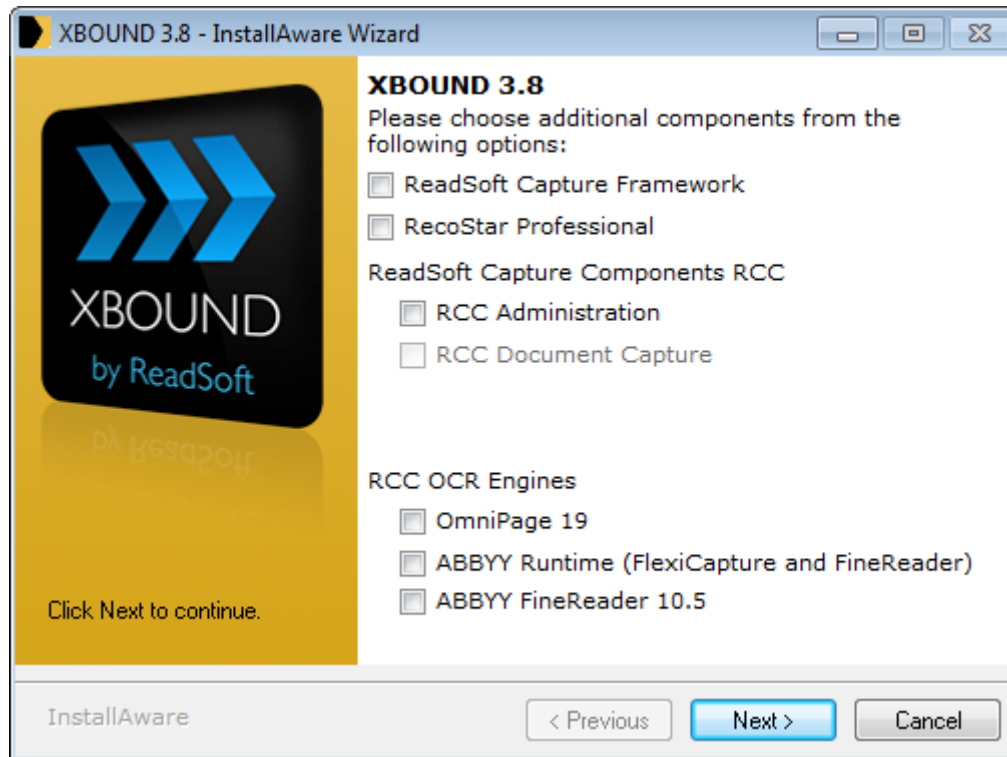 XBOUND 3.8 - InstallAware Wizard
XBOUND
by ReadSoft
by ReadSoft
Click Next to continue.
XBOUND 3.8
Please choose additional components from the
following options:
ReadSoft Capture Framework
RecoStar Professional
ReadSoft Capture Components RCC
RCC Administration
RCC Document Capture
RCC OCR Engines
OmniPage 19
ABBYY Runtime (FlexiCapture and FineReader)
ABBYY FineReader 10.5
InstallAware
< Previous
Next >
Cancel